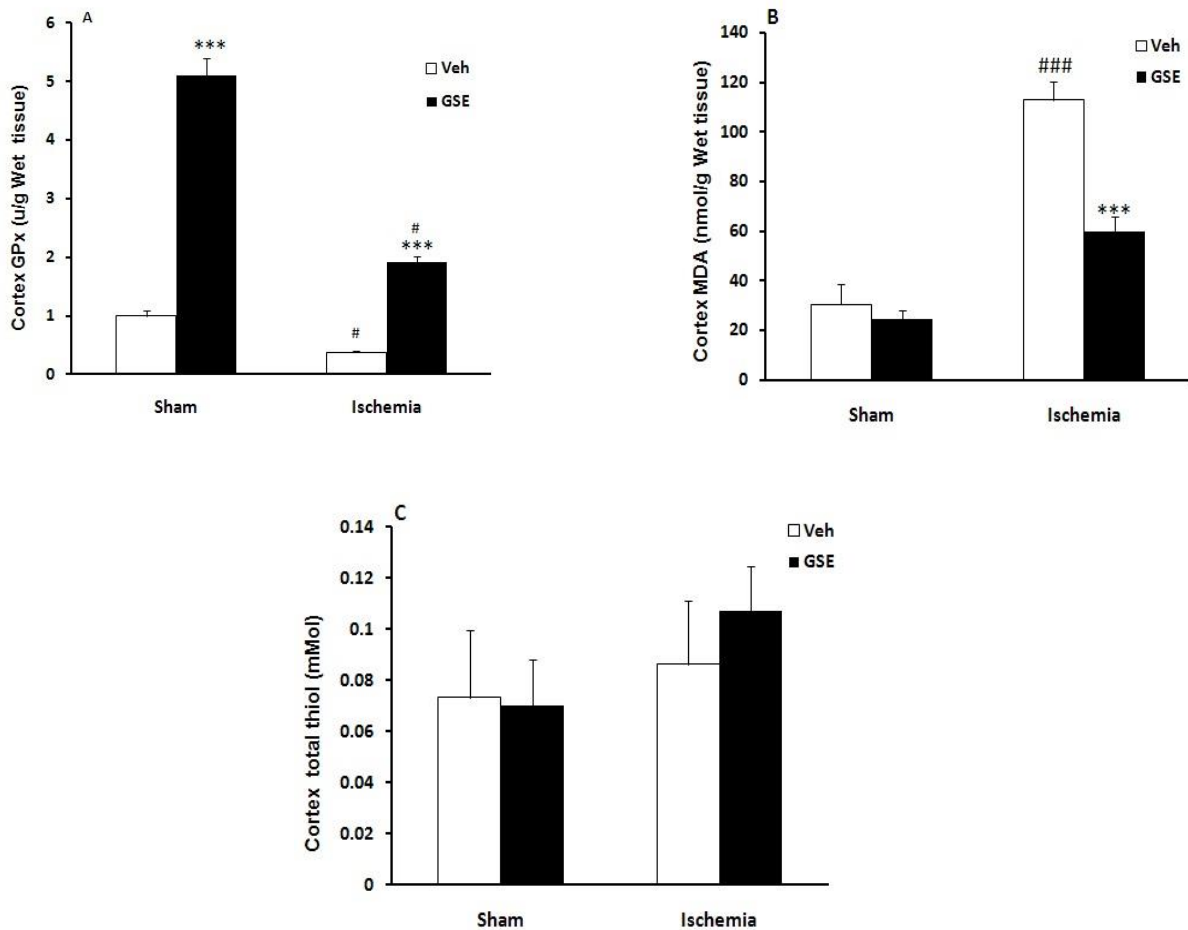 A
Cortex GPx (u/g Wet tissue)
6
5
4
3
2
1
0
***
#
***
#
Veh
GSE
Sham Ischemia
B
Cortex MDA (nmol/g Wet tissue)
140
120
100
80
60
40
20
0
###
***
Veh
GSE
Sham Ischemia
C
Cortex total thiol (mMol)
0.14
0.12
0.1
0.08
0.06
0.04
0.02
0
Veh
GSE
Sham Ischemia